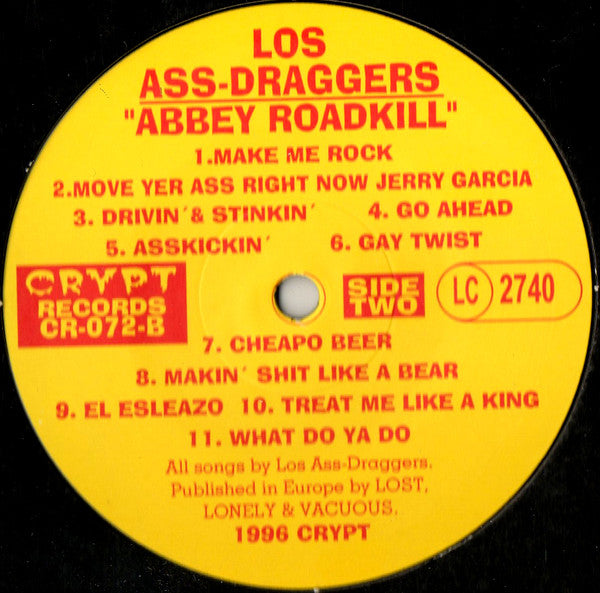 LOS
ASS-DRAGGERS
"ABBEY ROADKILL"
1.MAKE ME ROCK
2.MOVE YER ASS RIGHT NOW JERRY GARCIA
3. DRIVIN´& STINKIN´ 4. GO AHEAD
5. ASSKICKIN´ 6. GAY TWIST
CRYPT
RECORDS
CR-072-B
SIDE
TWO
LC 2740
7. CHEAPO BEER
8. MAKIN´ SHIT LIKE A BEAR
9. EL ESLEAZO 10. TREAT ME LIKE A KING
11. WHAT DO YA DO
All songs by Los Ass-Draggers.
Published in Europe by LOST,
LONELY & VACUOUS.
1996 CRYPT